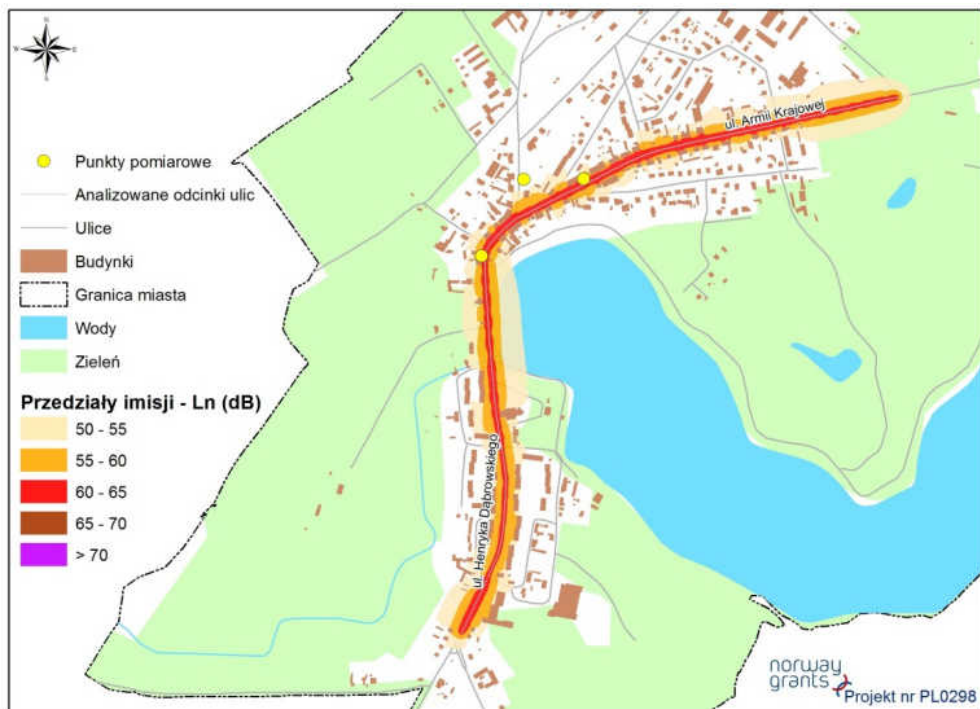 N
W
E
S
Punkty pomiarowe
Analizowane odcinki ulic
Ulice
Budynki
Granica miasta
Wody
Zieleń
Przedziały imisji - Ln (dB)
50 - 55
55 - 60
60 - 65
65 - 70
> 70
ul. Armii Krajowej
ul. Henryka Dąbrowskiego
norway
grants
Projekt nr PL0298